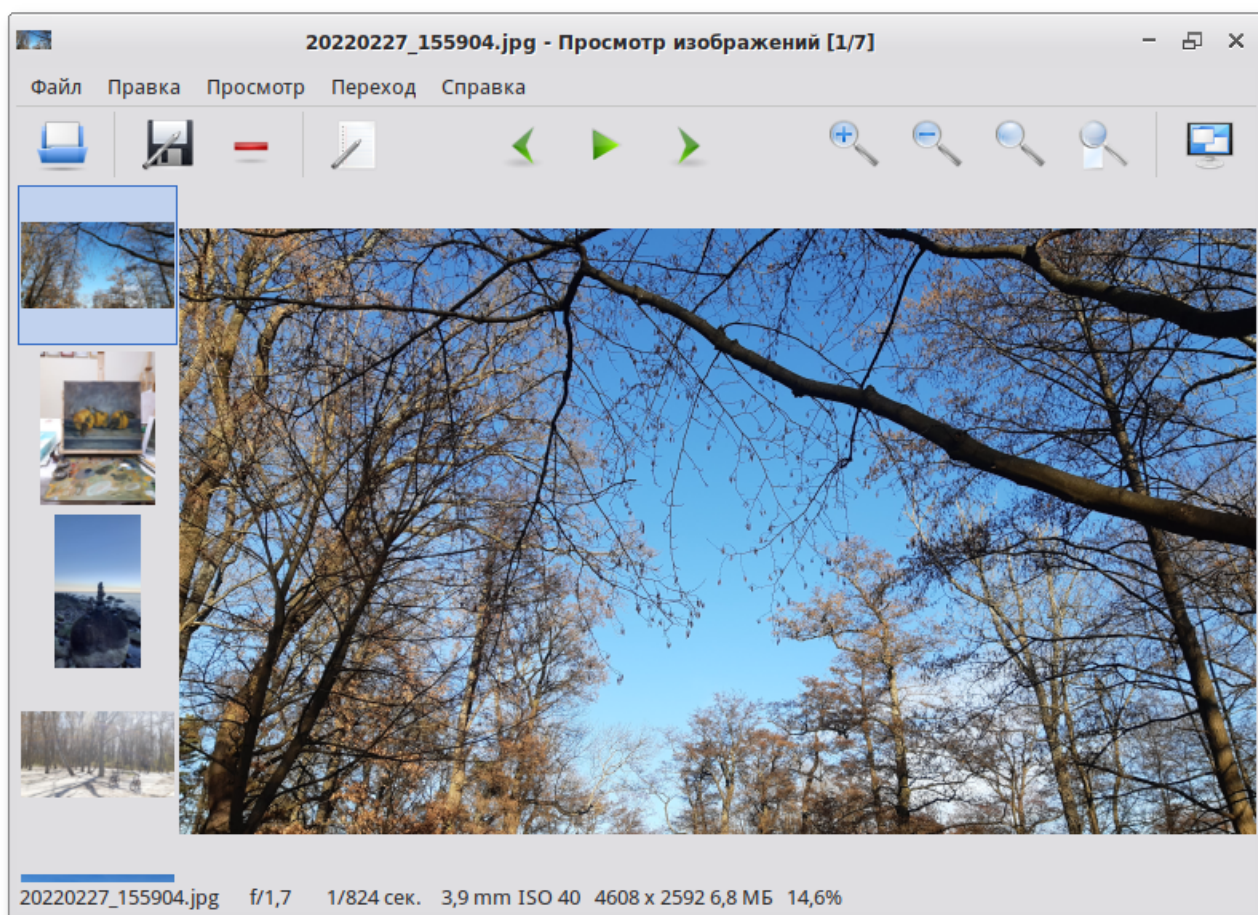 20220227_155904.jpg - Просмотр изображений [1/7]
Файл Правка Просмотр Переход Справка
20220227_155904.jpg f/1,7 1/824 сек. 3,9 mm ISO 40 4608 x 2592 6,8 МБ 14,6%